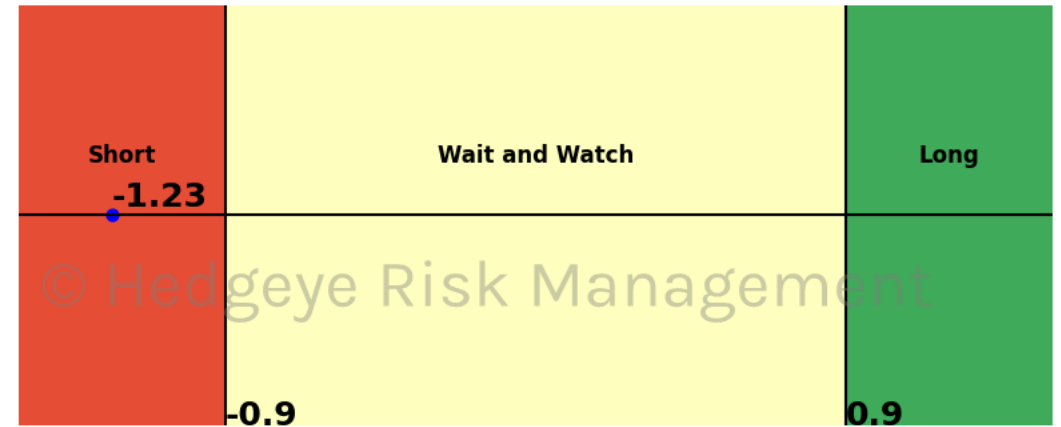 Short Wait and Watch Long
-1.23
© Hedgeye Risk Management
-0.9 0.9